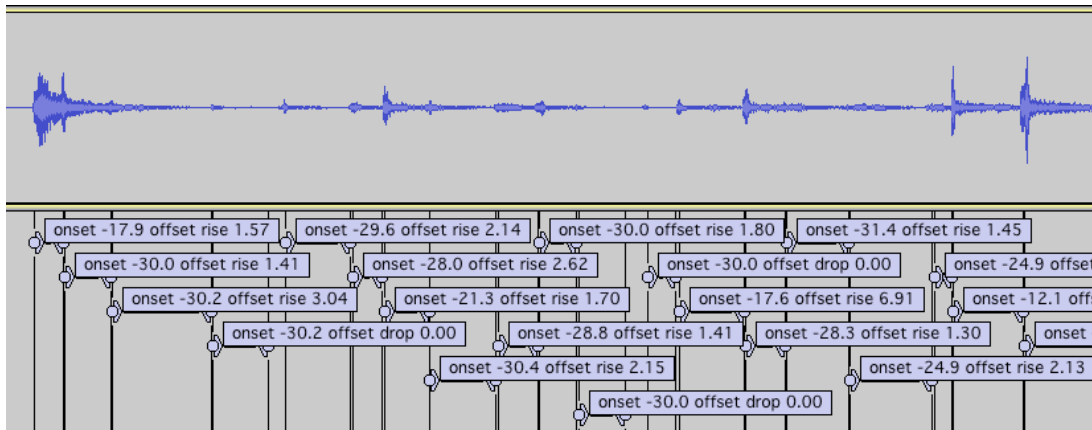 onset -17.9 offset rise 1.57
onset -29.6 offset rise 2.14
onset -30.0 offset rise 1.80
onset -31.4 offset rise 1.45
onset -30.0 offset rise 1.41
onset -28.0 offset rise 2.62
onset -30.0 offset drop 0.00
onset -24.9 offset
onset -30.2 offset rise 3.04
onset -21.3 offset rise 1.70
onset -17.6 offset rise 6.91
onset -12.1
onset -30.2 offset drop 0.00
onset -28.8 offset rise 1.41
onset -28.3 offset rise 1.30
onset
onset -30.4 offset rise 2.15
onset -24.9 offset rise 2.13
onset -30.0 offset drop 0.00